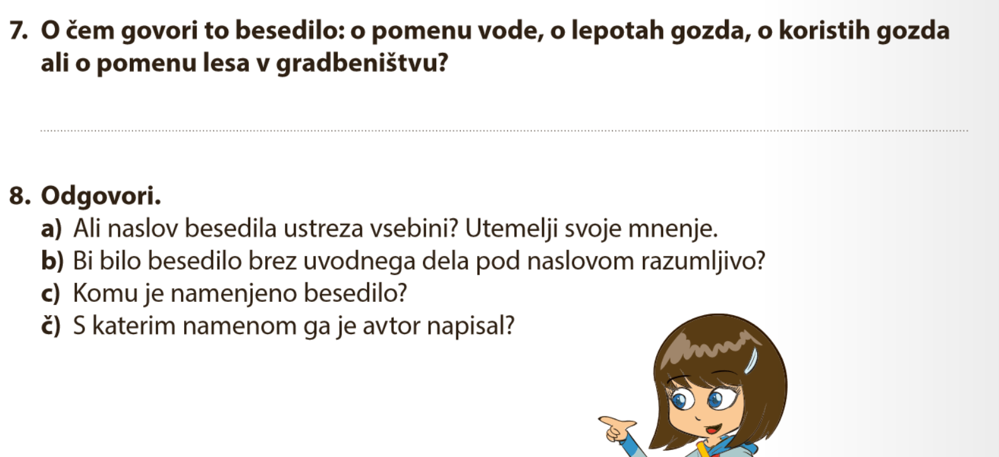 7. O čem govori to besedilo: o pomenu vode, o lepotah gozda, o koristih gozda
ali o pomenu lesa v gradbeništvu?
8. Odgovori.
a) Ali naslov besedila ustreza vsebini? Utemelji svoje mnenje.
b) Bi bilo besedilo brez uvodnega dela pod naslovom razumljivo?
c) Komu je namenjeno besedilo?
č) S katerim namenom ga je avtor napisal?